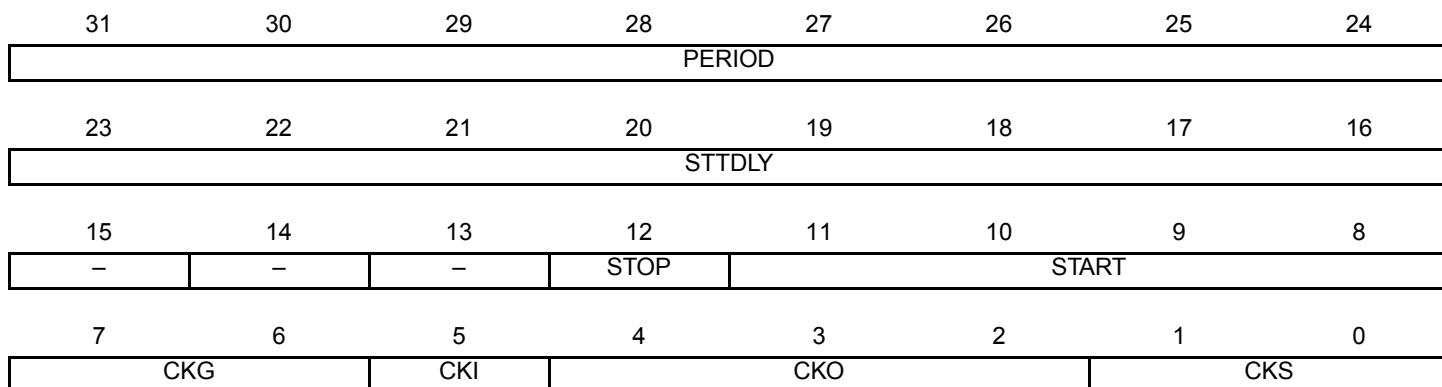 31 30 29 28 27 26 25 24
PERIOD
23 22 21 20 19 18 17 16
STTDLY
15 14 13 12 11 10 9 8
– – – STOP START
7 6 5 4 3 2 1 0
CKG CKI CKO CKS